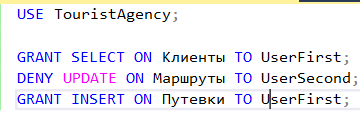 USE TouristAgency;
GRANT SELECT ON Клиенты TO UserFirst;
DENY UPDATE ON Маршруты TO UserSecond;
GRANT INSERT ON Путевки TO UserFirst;